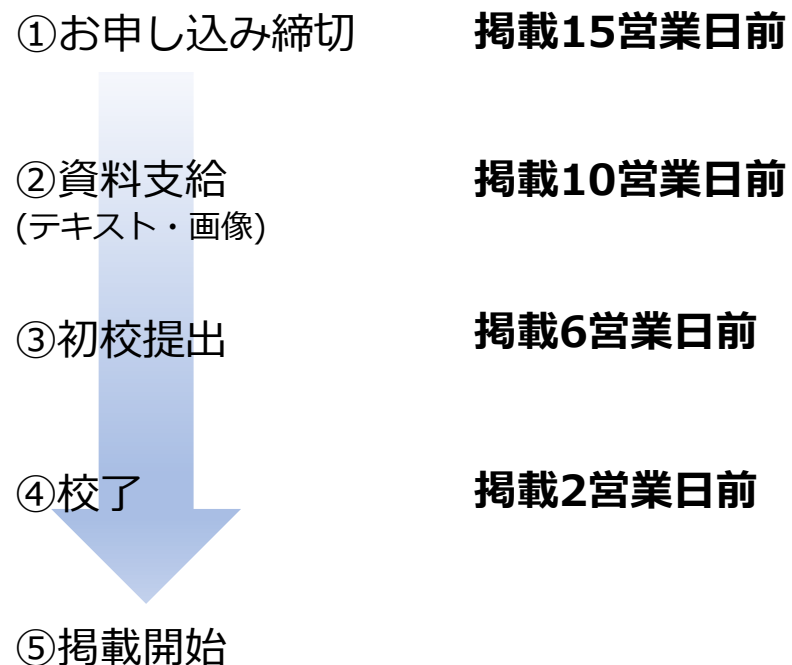 ①お申し込み締切 掲載15営業日前
②資料支給 掲載10営業日前
(テキスト・画像)
③初校提出 掲載6営業日前
④校了 掲載2営業日前
⑤掲載開始